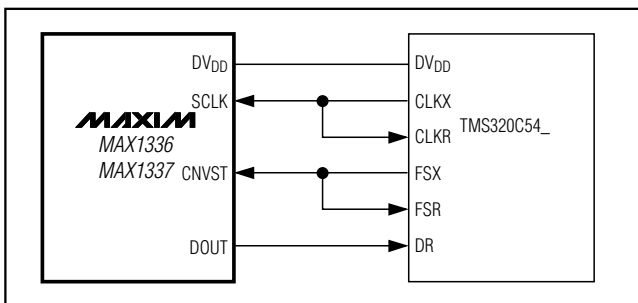 DVDD
SCLK
MAXIM
MAX1336
MAX1337
CNVST
DOUT
DVDD
CLKX
CLKR
TMS320C54_
FSX
FSR
DR